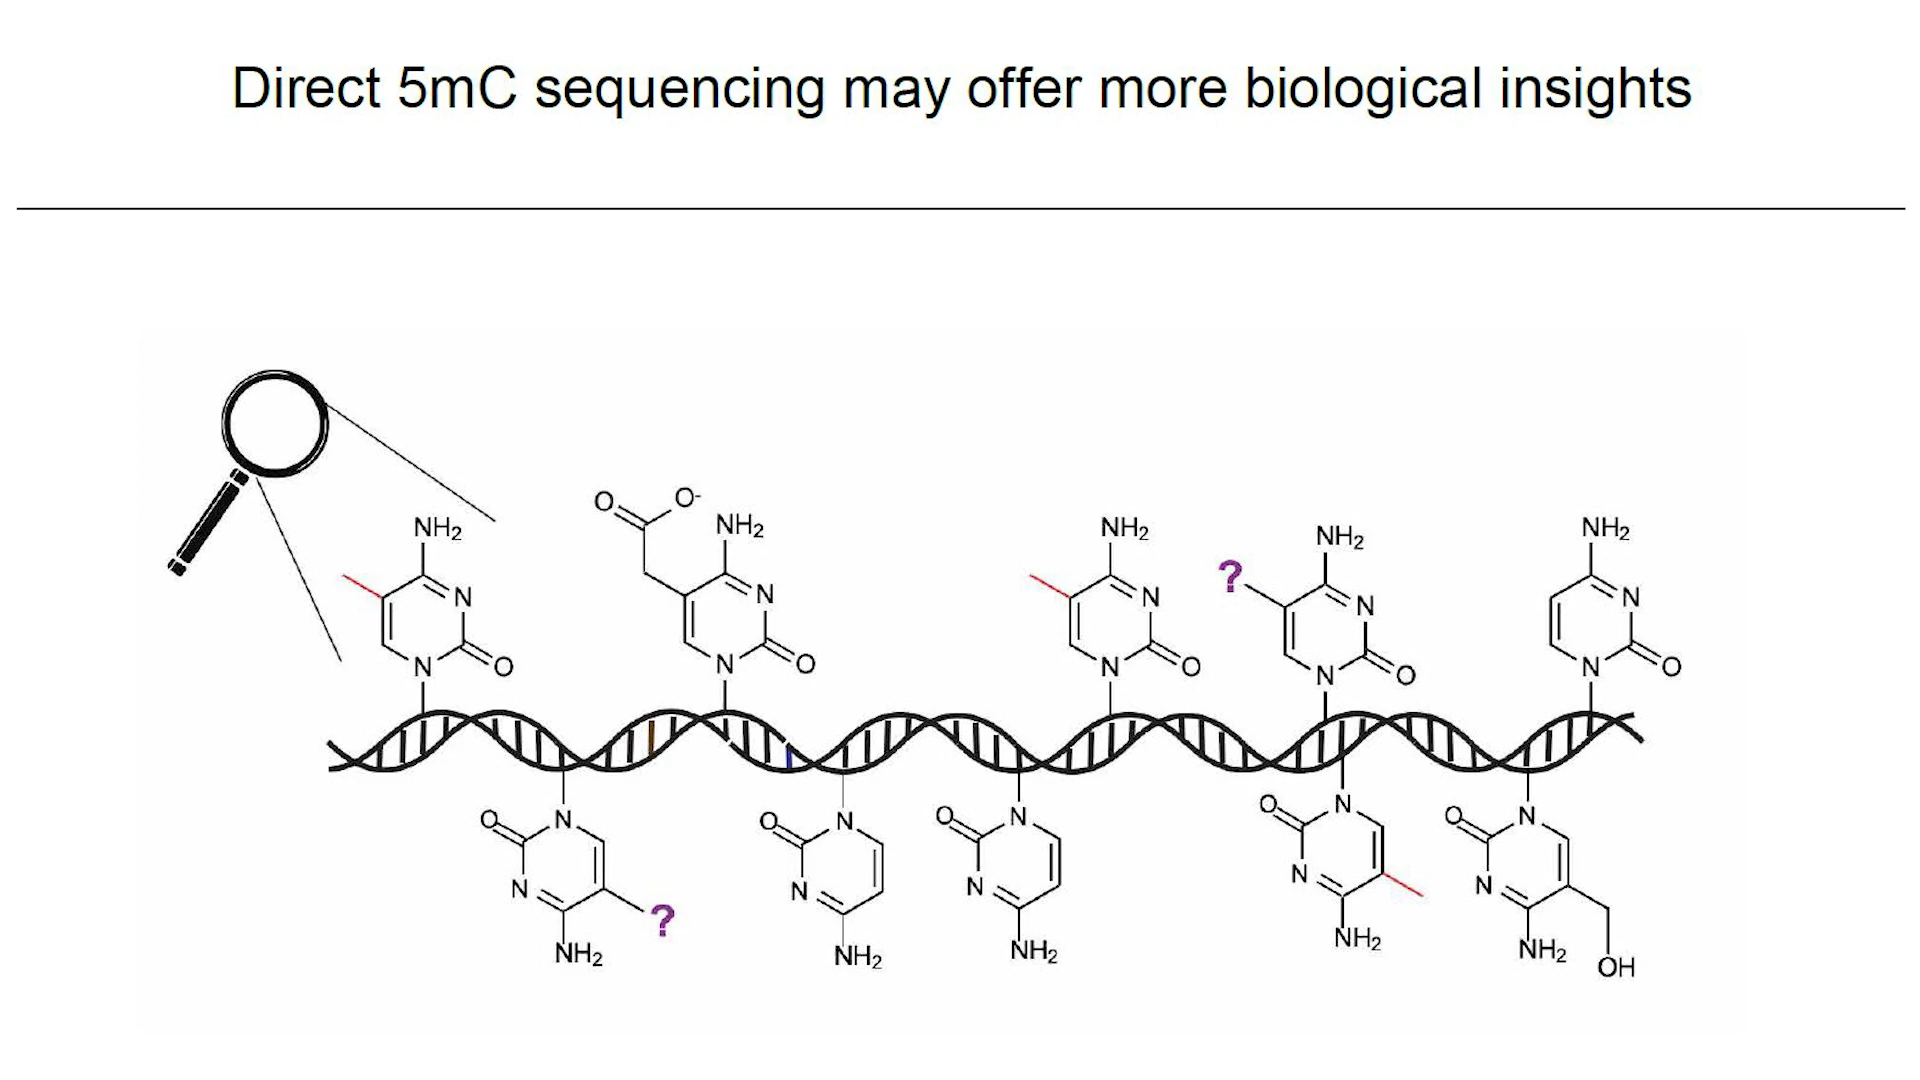 Direct 5mC sequencing may offer more biological insights
O O-
NH2 NH2 NH2 NH2 NH2
? 
N N N N N
N O N O N O N O N O
O N O N O N O N O N
N N N N N
? 
NH2 NH2 NH2 NH2 NH2
OH